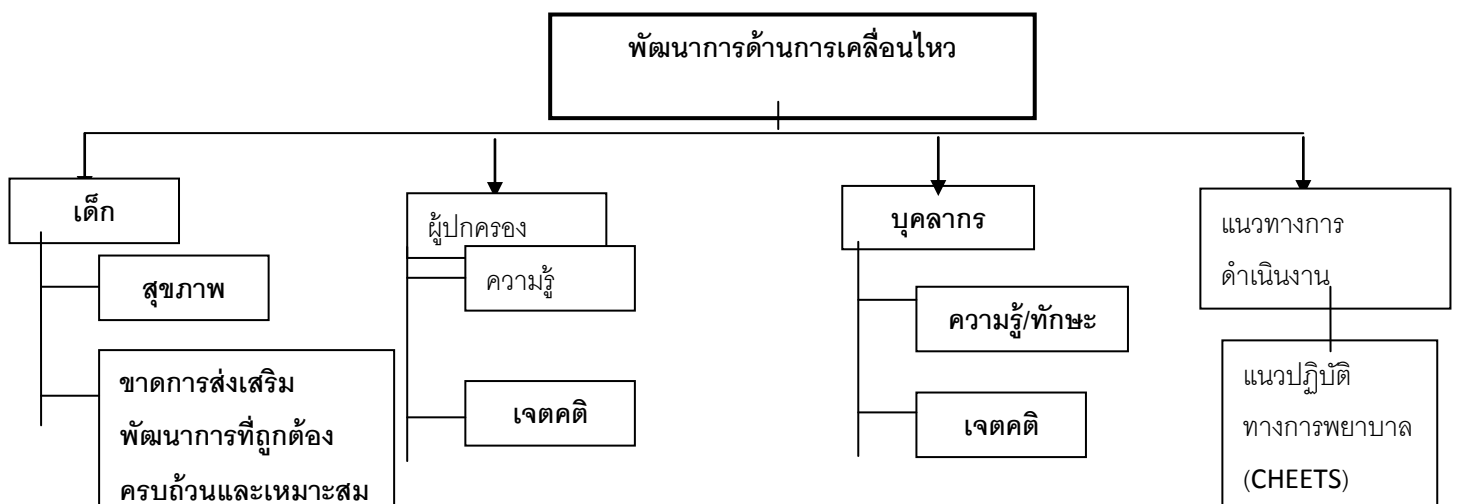 พัฒนาการด้านการเคลื่อนไหว
เด็ก
สุขภาพ
ขาดการส่งเสริม
พัฒนาการที่ถูกต้อง
ครบถ้วนและเหมาะสม
ผู้ปกครอง
ความรู้
เจตคติ
บุคลากร
ความรู้/ทักษะ
เจตคติ
แนวทางการ
ดำเนินงาน
แนวปฏิบัติ
ทางการพยาบาล
(CHEETS)